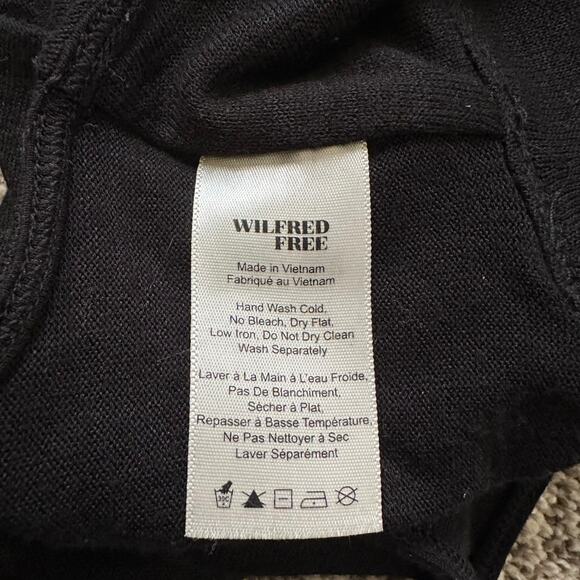 WILFRED
FREE
Made in Vietnam
Fabriqué au Vietnam
Hand Wash Cold,
No Bleach, Dry Flat,
Low Iron, Do Not Dry Clean
Wash Separately
Laver à La Main à L'eau Froide,
Pas De Blanchiment,
Sècher à Plat,
Repasser à Basse Température,
Ne Pas Nettoyer à Sec
Laver Séparément
30C